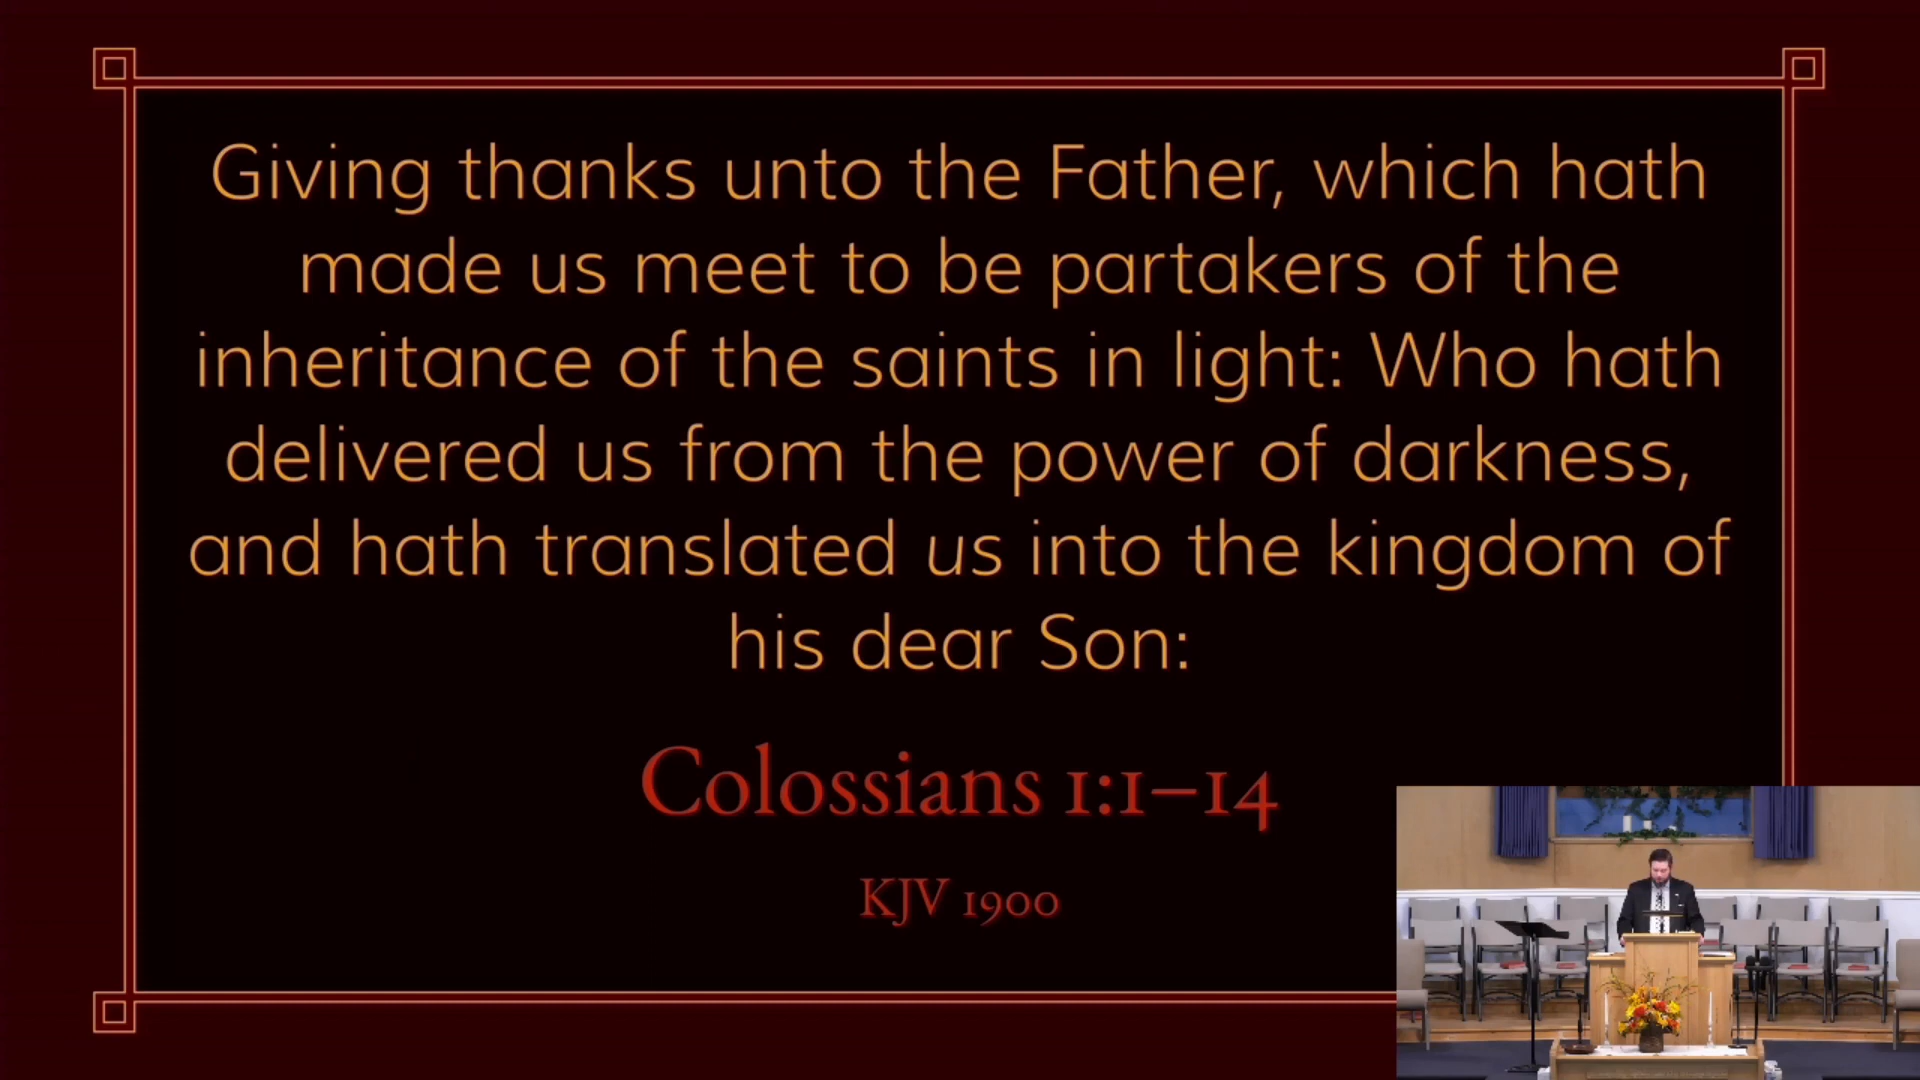 Giving thanks unto the Father, which hath
made us meet to be partakers of the
inheritance of the saints in light: Who hath
delivered us from the power of darkness,
and hath translated us into the kingdom of
his dear Son:
Colossians 1:1–14
KJV 1900